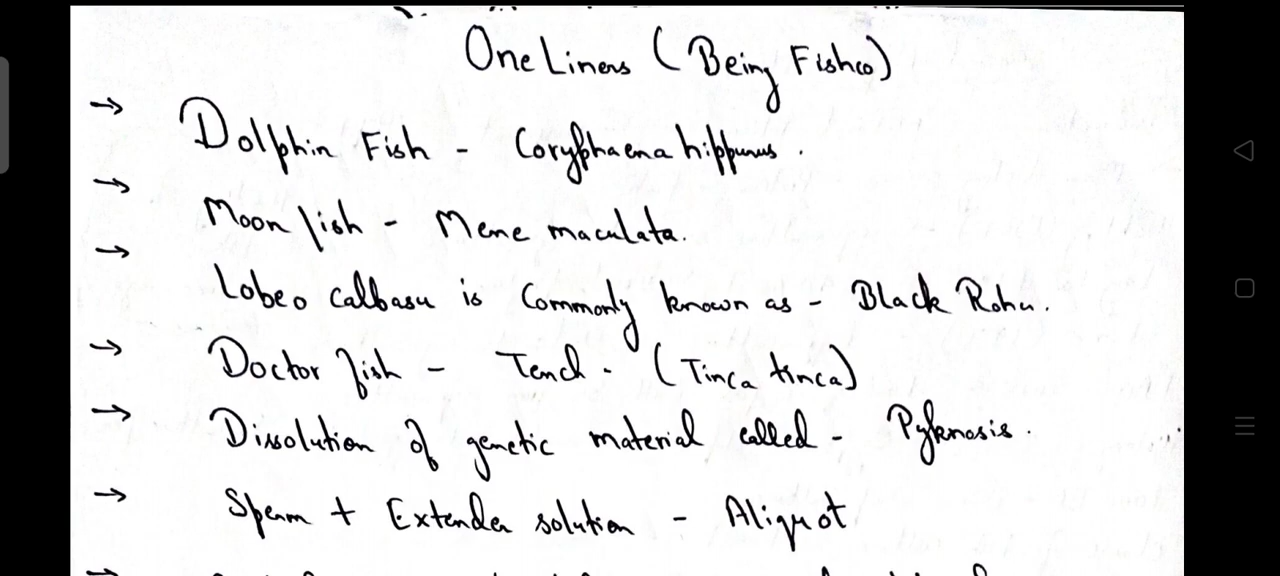 One Liners (Being Fishco)
→ Dolphin Fish - Coryphaena hippurus.
→ Moon fish - Mene maculata.
→ Lobeo calbasu is Commonly known as - Black Rohu.
→ Doctor fish - Tench. (Tinca tinca)
→ Dissolution of genetic material called - Pyknosis.
→ Sperm + Extender solution - Aliquot
→